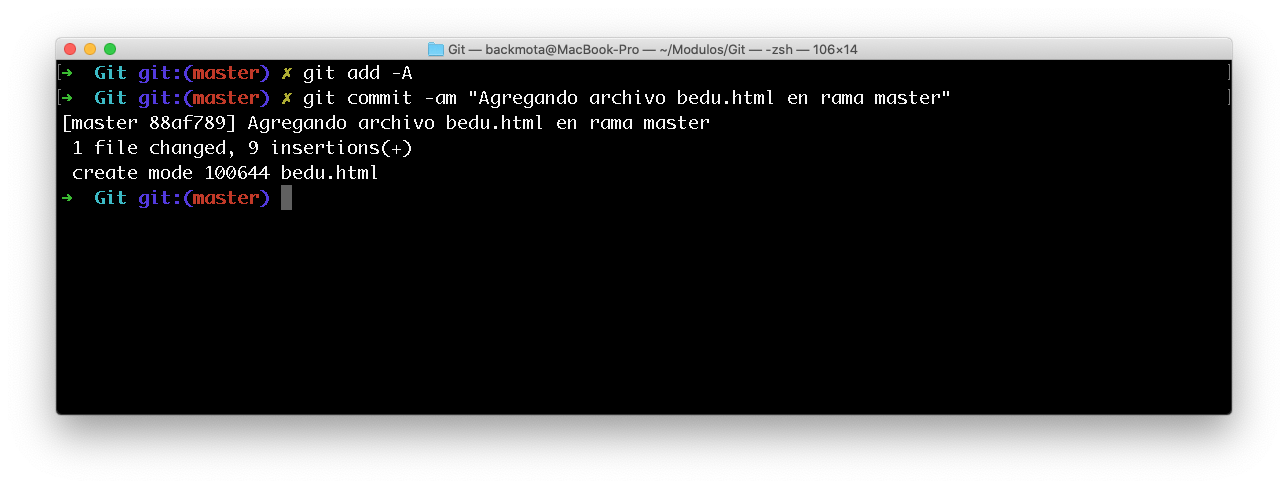 Git — backmota@MacBook-Pro — ~/Modulos/Git — -zsh — 106×14
[➜  Git git:(master) ✗ git add -A ]
[➜  Git git:(master) ✗ git commit -am "Agregando archivo bedu.html en rama master" ]
[master 88af789] Agregando archivo bedu.html en rama master
 1 file changed, 9 insertions(+)
 create mode 100644 bedu.html
➜  Git git:(master)